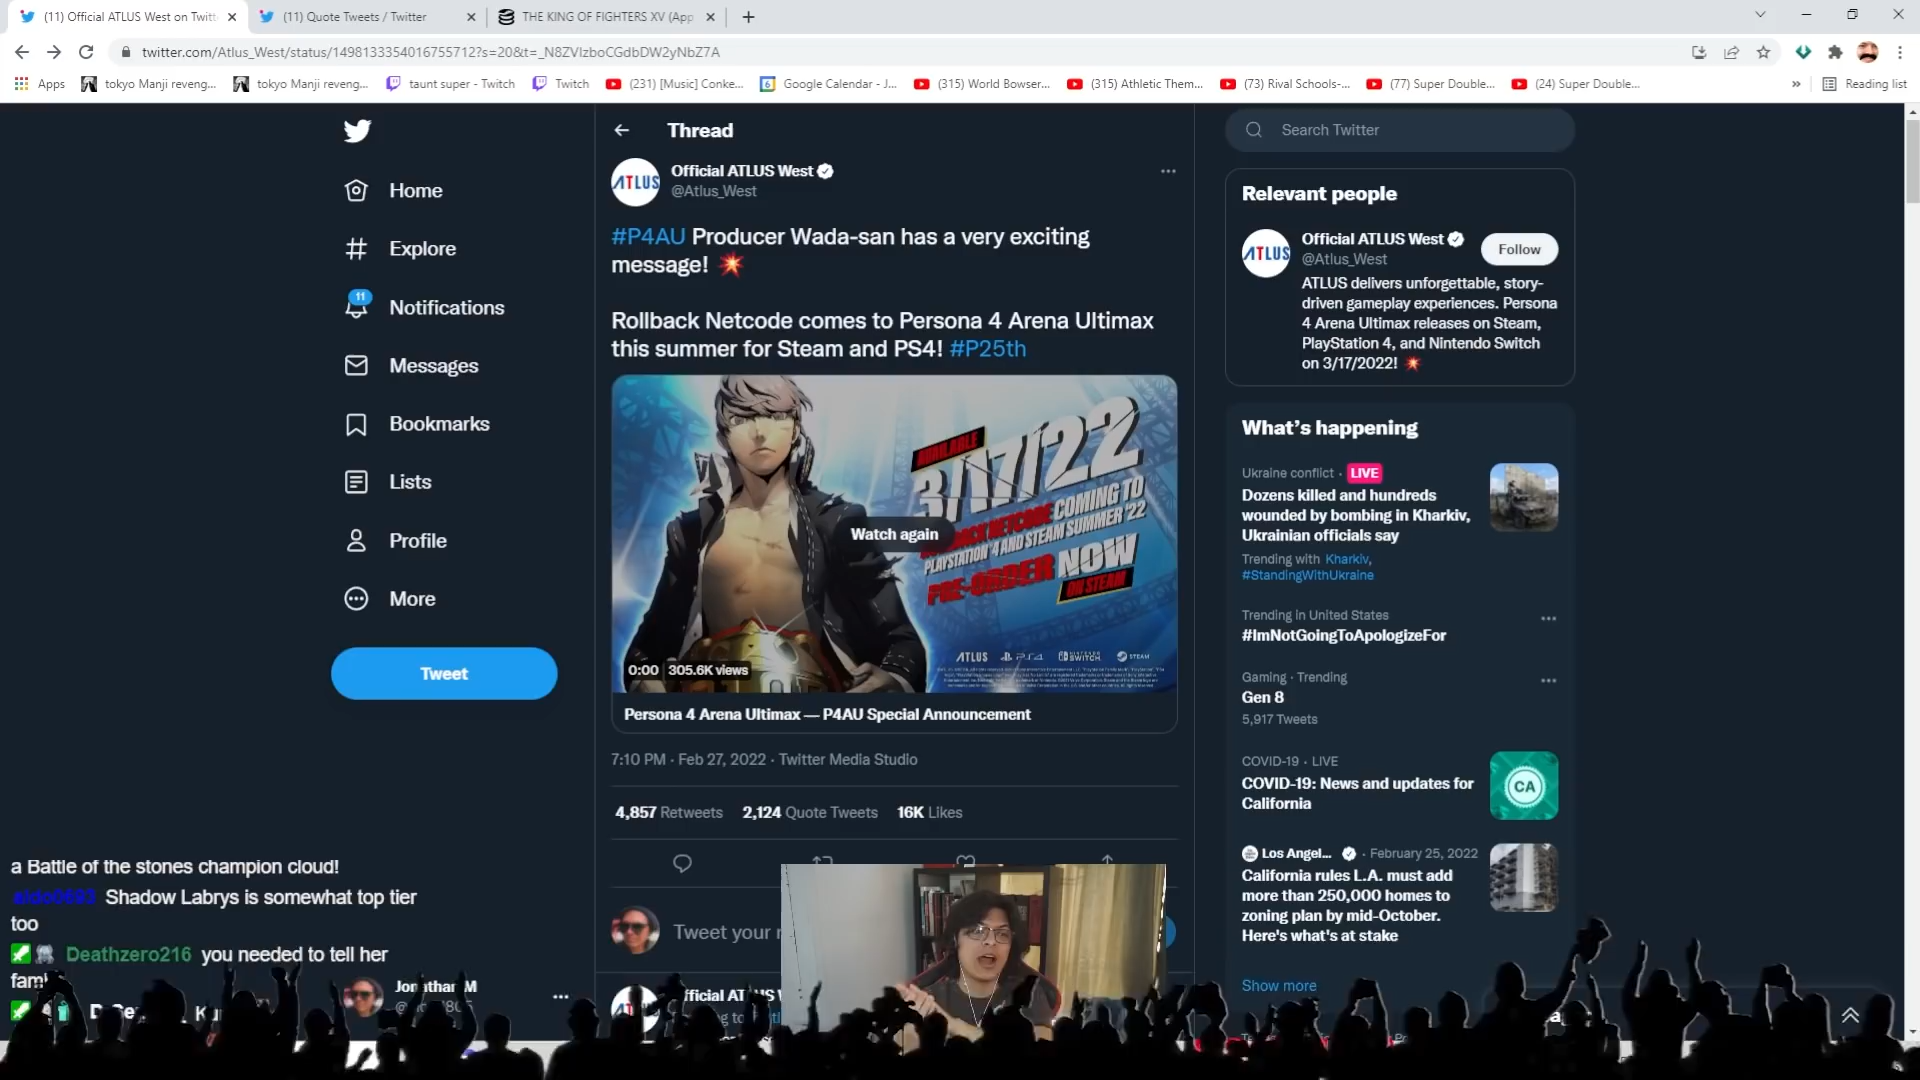 (11) Official ATLUS West on Twitt
(11) Quote Tweets / Twitter
THE KING OF FIGHTERS XV (App
twitter.com/Atlus_West/status/1498133354016755712?s=20&t=_N8ZVIzboCGdbDW2yNbZ7A
Apps
tokyo Manji reveng...
tokyo Manji reveng...
taunt super - Twitch
Twitch
(231) [Music] Conke...
Google Calendar - J...
(315) World Bowser...
(315) Athletic Them...
(73) Rival Schools-...
(77) Super Double...
(24) Super Double...
Reading list
Home
Explore
11
Notifications
Messages
Bookmarks
Lists
Profile
More
Tweet
Thread
ATLUS
Official ATLUS West
@Atlus_West
#P4AU Producer Wada-san has a very exciting
message!
Rollback Netcode comes to Persona 4 Arena Ultimax
this summer for Steam and PS4! #P25th
AVAILABLE
3/17/22
NETCODE COMING TO
PLAYSTATION 4 AND STEAM SUMMER '22
PRE-ORDER NOW
ON STEAM
Watch again
0:00
305.6K views
ATLUS
PS4
SWITCH
STEAM
Persona 4 Arena Ultimax — P4AU Special Announcement
7:10 PM · Feb 27, 2022 · Twitter Media Studio
4,857 Retweets
2,124 Quote Tweets
16K Likes
Tweet your
Search Twitter
Relevant people
ATLUS
Official ATLUS West
@Atlus_West
Follow
ATLUS delivers unforgettable, story-
driven gameplay experiences. Persona
4 Arena Ultimax releases on Steam,
PlayStation 4, and Nintendo Switch
on 3/17/2022!
What's happening
Ukraine conflict · LIVE
Dozens killed and hundreds
wounded by bombing in Kharkiv,
Ukrainian officials say
Trending with Kharkiv,
#StandingWithUkraine
Trending in United States
#ImNotGoingToApologizeFor
Gaming · Trending
Gen 8
5,917 Tweets
COVID-19 · LIVE
COVID-19: News and updates for
California
CA
Los Angel...
· February 25, 2022
California rules L.A. must add
more than 250,000 homes to
zoning plan by mid-October.
Here's what's at stake
Show more
a Battle of the stones champion cloud!
Shadow Labrys is somewhat top tier
too
Deathzero216 you needed to tell her
Jonathan M